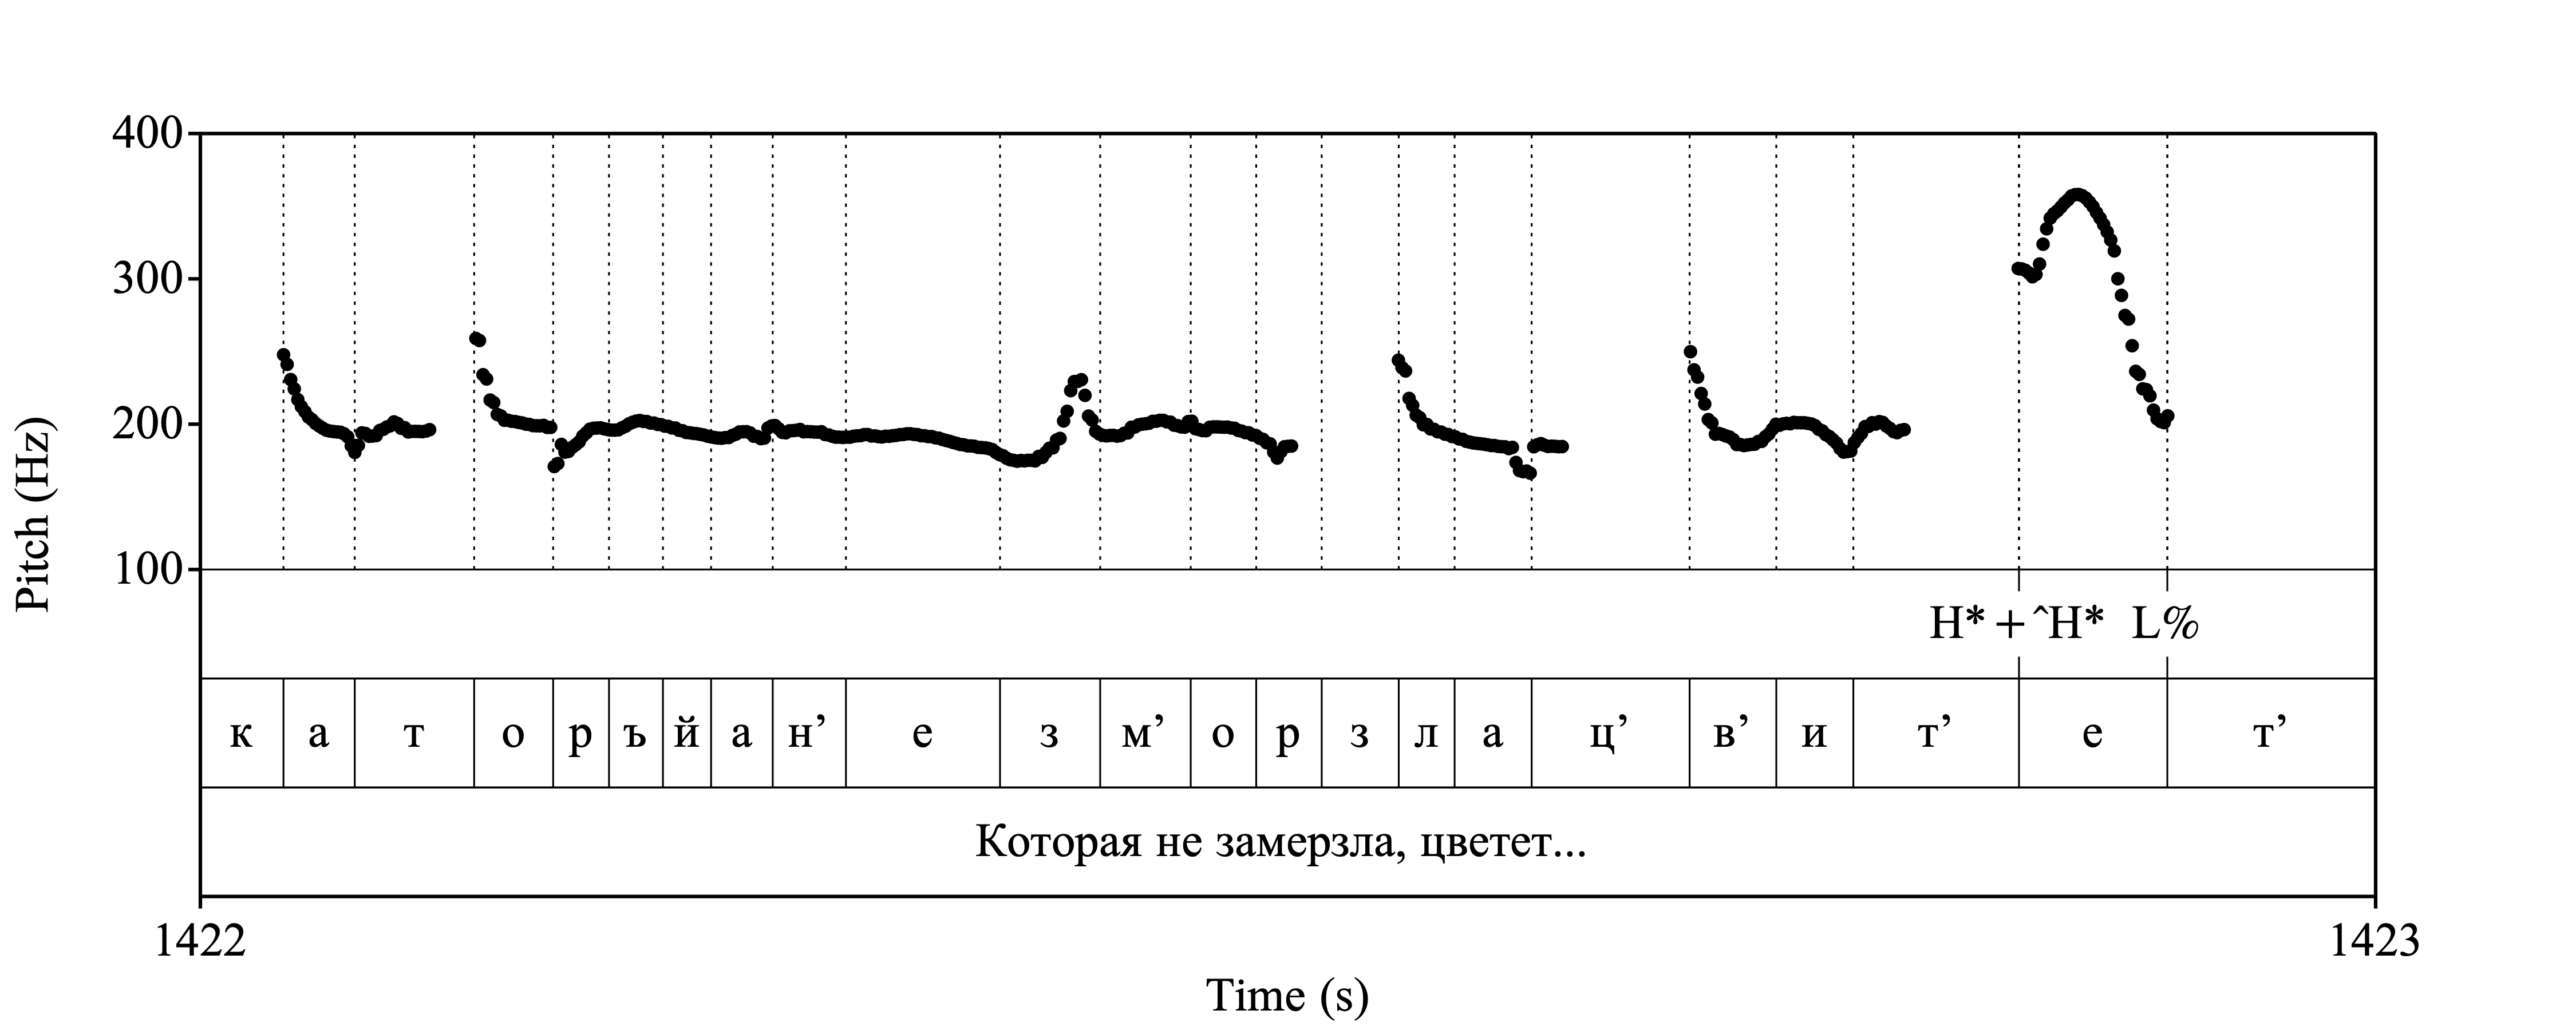 400
300
200
100
Pitch (Hz)
H* + ^H* L%
к а т о р ъ й а н’ е з м’ о р з л а ц’ в’ и т’ е т’
Которая не замерзла, цветет...
1422 1423
Time (s)